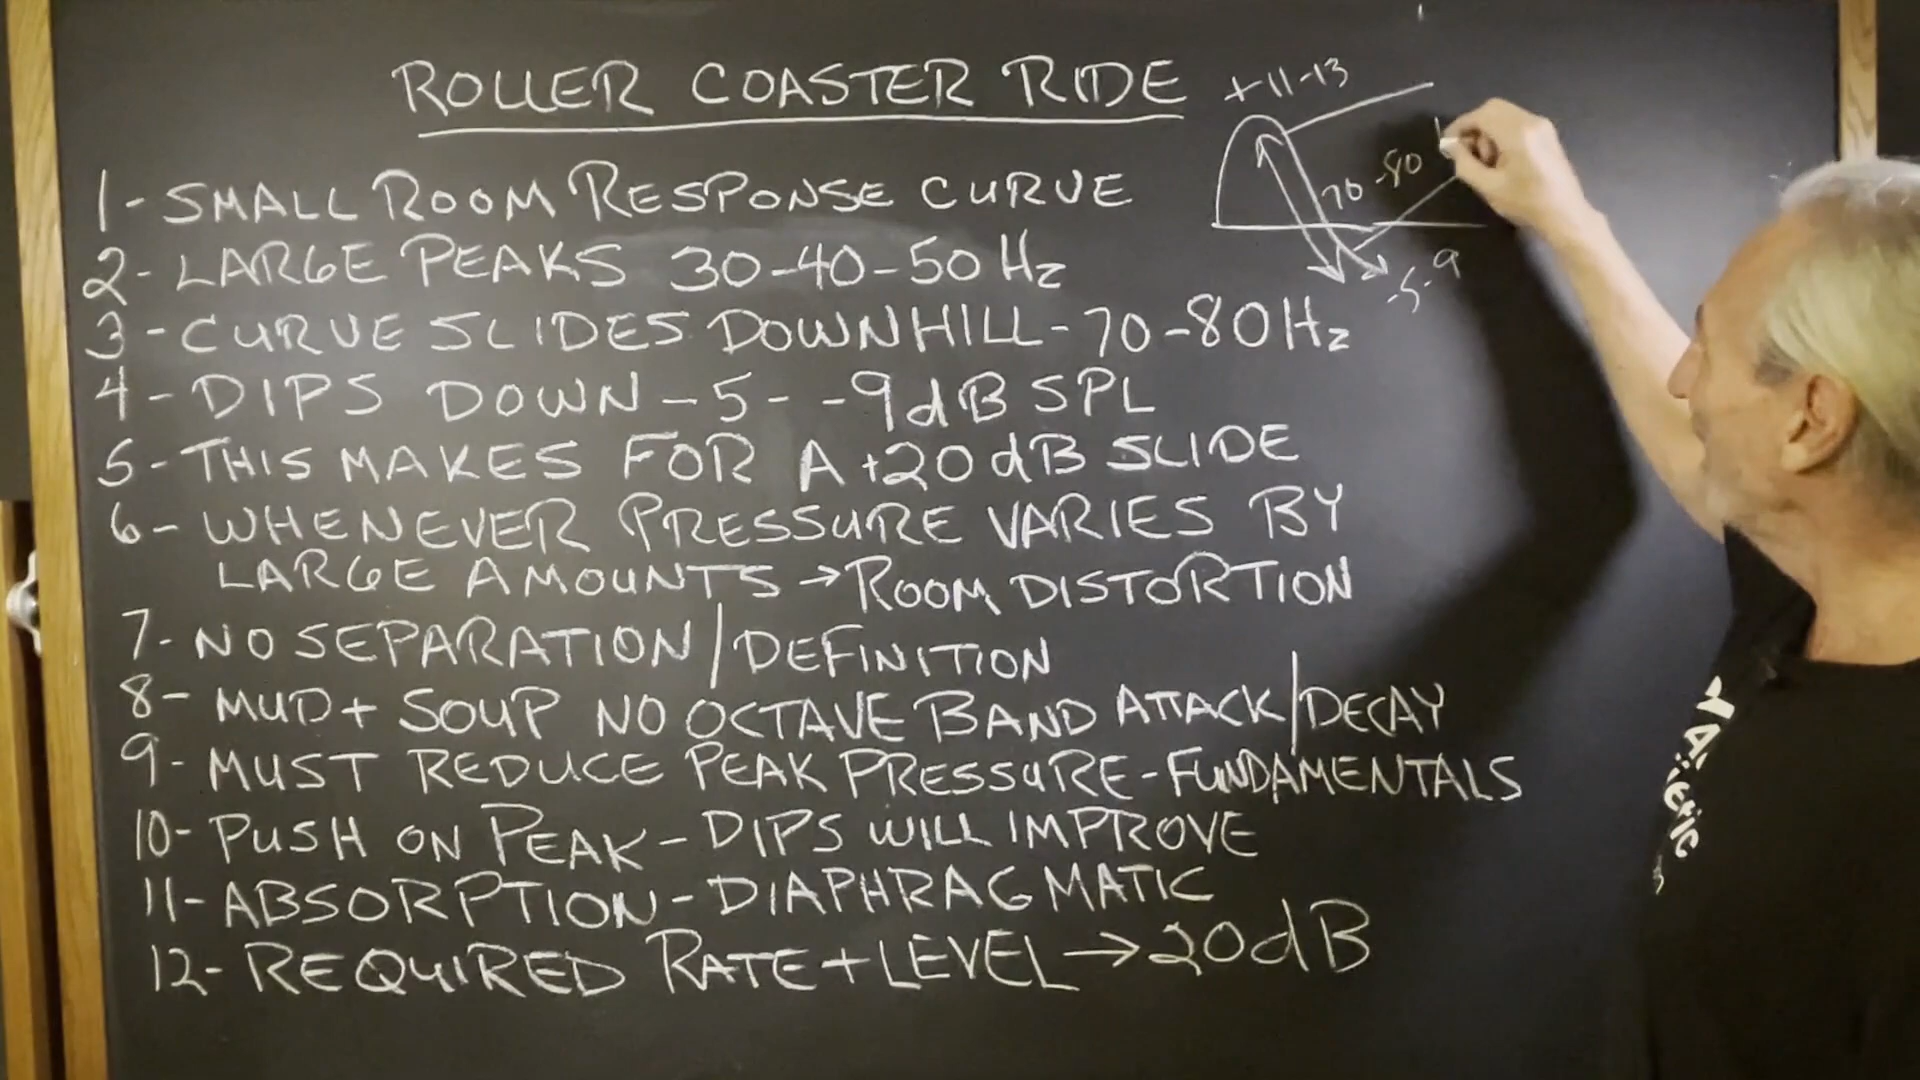 ROLLER COASTER RIDE
+11-13
70-80
-5-9
1-SMALL ROOM RESPONSE CURVE
2-LARGE PEAKS 30-40-50Hz
3-CURVE SLIDES DOWNHILL-70-80Hz
4-DIPS DOWN-5--9dB SPL
5-THIS MAKES FOR A +20dB SLIDE
6-WHENEVER PRESSURE VARIES BY
LARGE AMOUNTS→ROOM DISTORTION
7-NO SEPARATION/DEFINITION
8-MUD+SOUP NO OCTAVE BAND ATTACK/DECAY
9-MUST REDUCE PEAK PRESSURE-FUNDAMENTALS
10-PUSH ON PEAK-DIPS WILL IMPROVE
11-ABSORPTION-DIAPHRAGMATIC
12-REQUIRED RATE+LEVEL→20dB